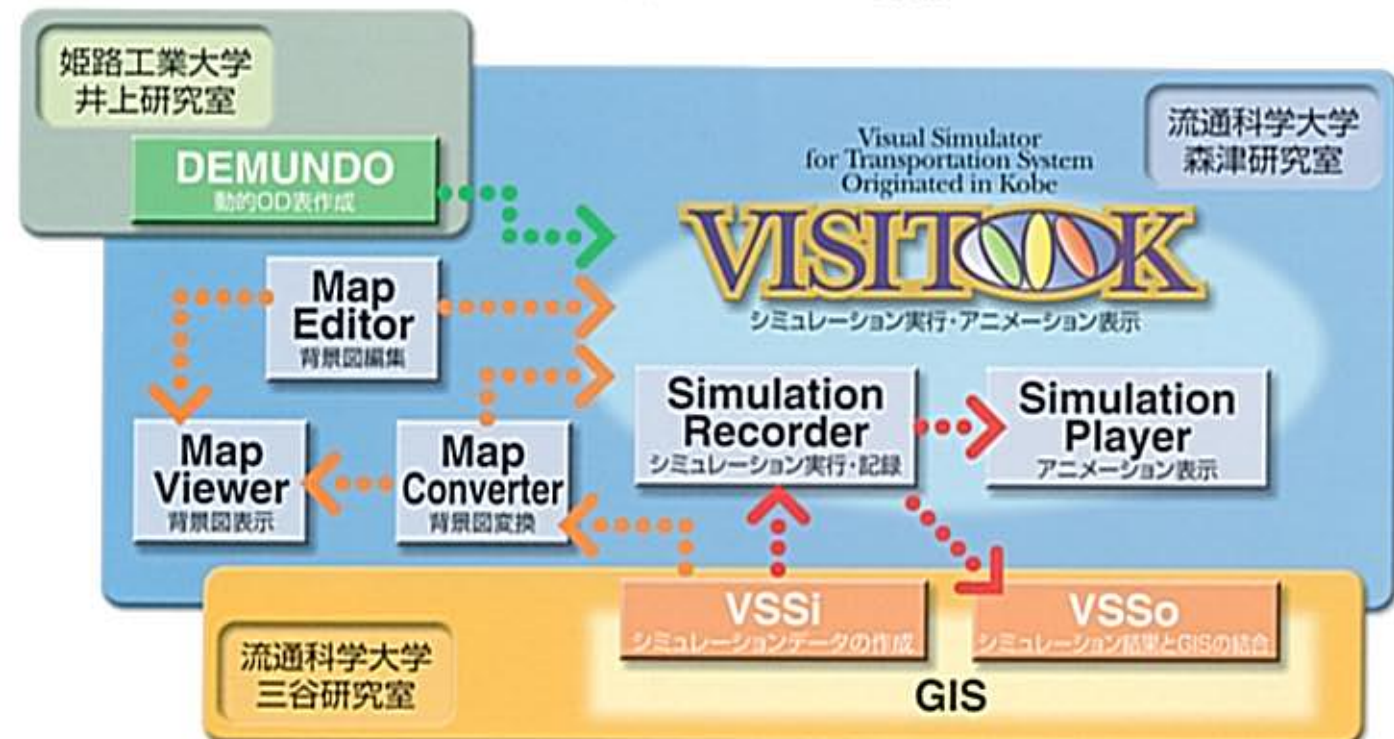 姫路工業大学
井上研究室
DEMUNDO
動的OD表作成
流通科学大学
森津研究室
Visual Simulator
for Transportation System
Originated in Kobe
VISITOK
シミュレーション実行・アニメーション表示
Map
Editor
背景図編集
Map
Viewer
背景図表示
Map
Converter
背景図変換
Simulation
Recorder
シミュレーション実行・記録
Simulation
Player
アニメーション表示
流通科学大学
三谷研究室
VSSi
シミュレーションデータの作成
VSSo
シミュレーション結果とGISの結合
GIS